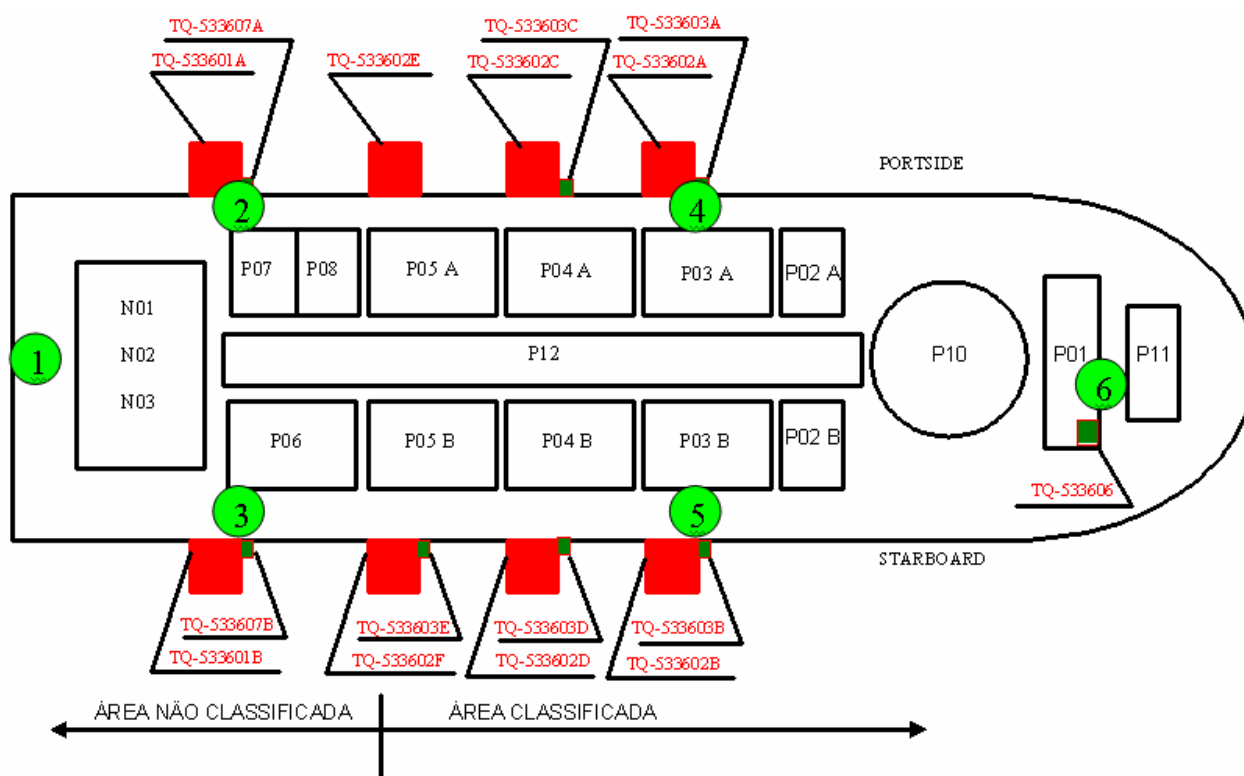 TQ-533607A
TQ-533603C
TQ-533603A
TQ-533601A
TQ-533602E
TQ-533602C
TQ-533602A
PORTSIDE
2
4
P07
P08
P05 A
P04 A
P03 A
P02 A
N01
N02
N03
1
P12
P10
P01
P11
6
P06
P05 B
P04 B
P03 B
P02 B
3
5
TQ-533606
STARBOARD
TQ-533607B
TQ-533603E
TQ-533603D
TQ-533603B
TQ-533601B
TQ-533602F
TQ-533602D
TQ-533602B
ÁREA NÃO CLASSIFICADA
ÁREA CLASSIFICADA